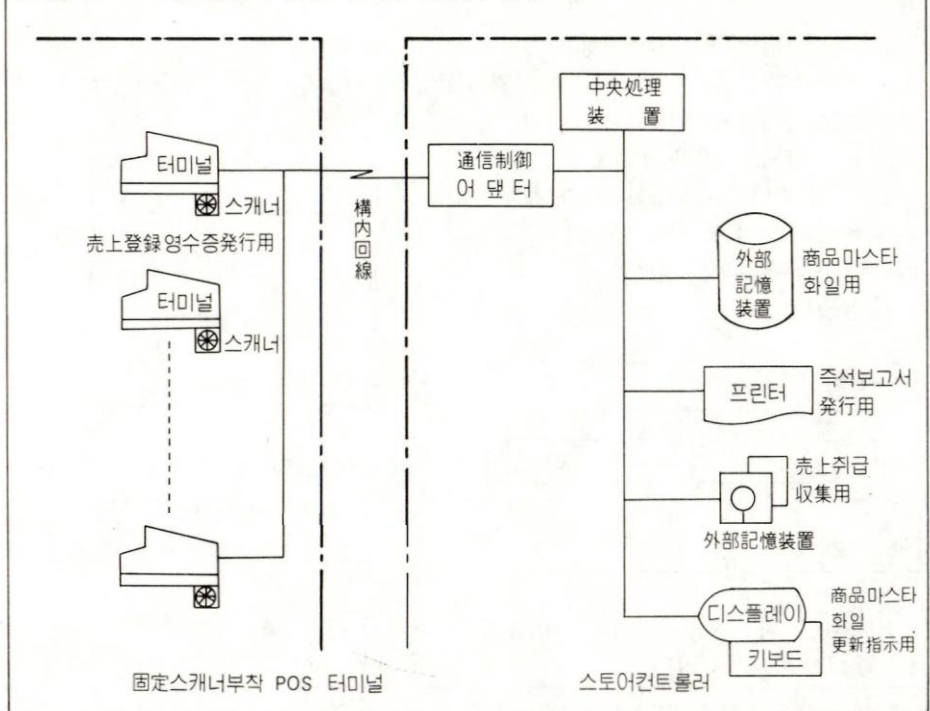 터미널
스캐너
売上登録영수증発行用
터미널
스캐너
固定스캐너부착 POS 터미널
構内回線
中央処理
装 置
通信制御
어 댑 터
外部
記憶
装置
商品마스타
화일用
프린터
즉석보고서
発行用
売上취급
収集用
外部記憶装置
디스플레이
키보드
商品마스타
화일
更新指示用
스토어컨트롤러